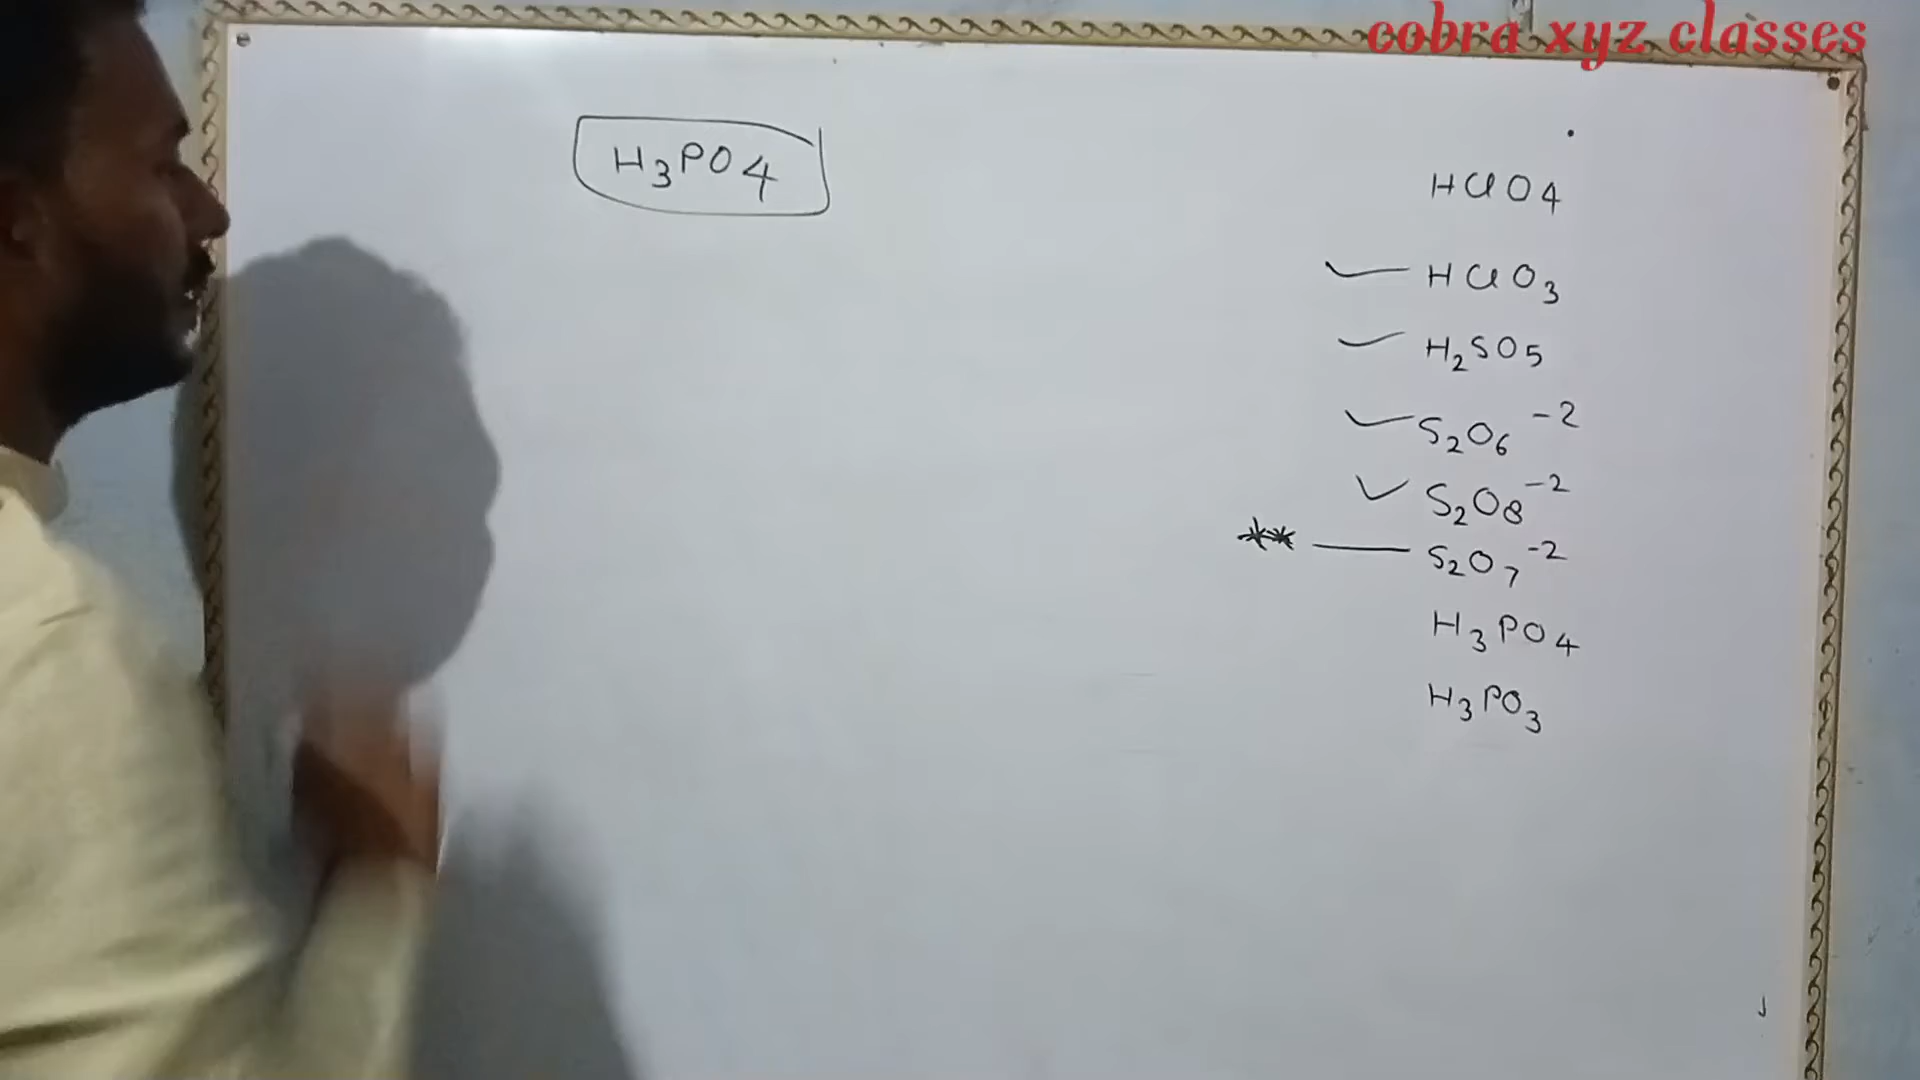 cobra xyz classes
H3PO4
HClO4
HClO3
H2SO5
S2O6 -2
S2O8 -2
** — S2O7 -2
H3PO4
H3PO3